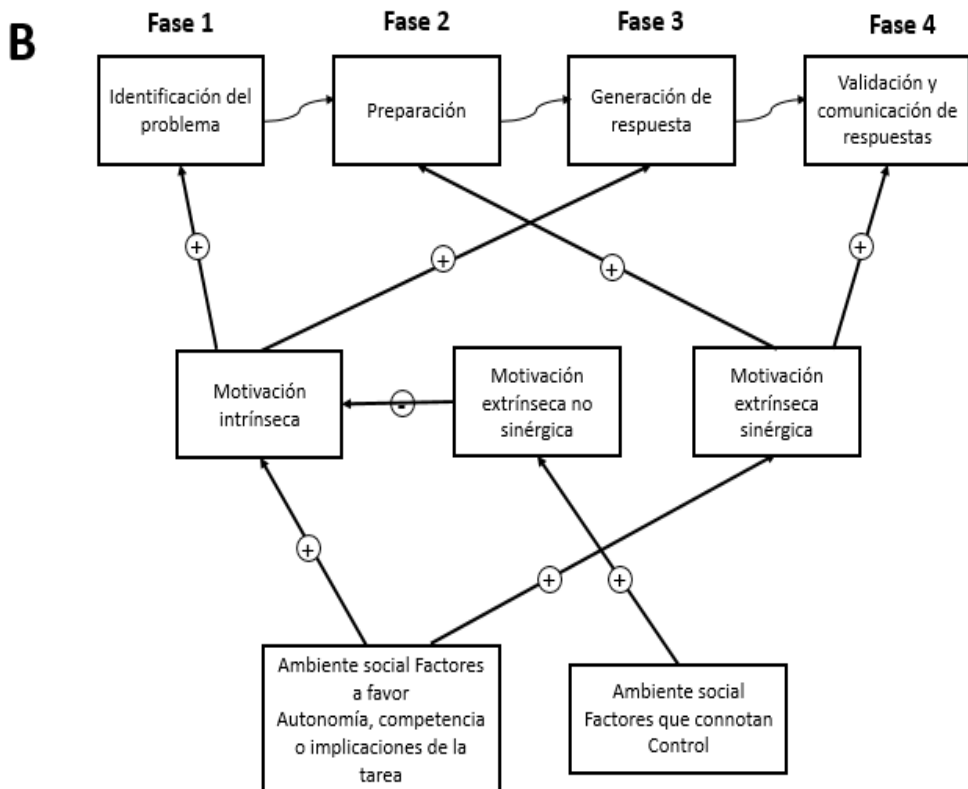 B
Fase 1
Fase 2
Fase 3
Fase 4
Identificación del
problema
Preparación
Generación de
respuesta
Validación y
comunicación de
respuestas
+
+
+
+
Motivación
intrínseca
-
Motivación
extrínseca no
sinérgica
Motivación
extrínseca
sinérgica
+
+
+
Ambiente social Factores
a favor
Autonomía, competencia
o implicaciones de la
tarea
Ambiente social
Factores que connotan
Control